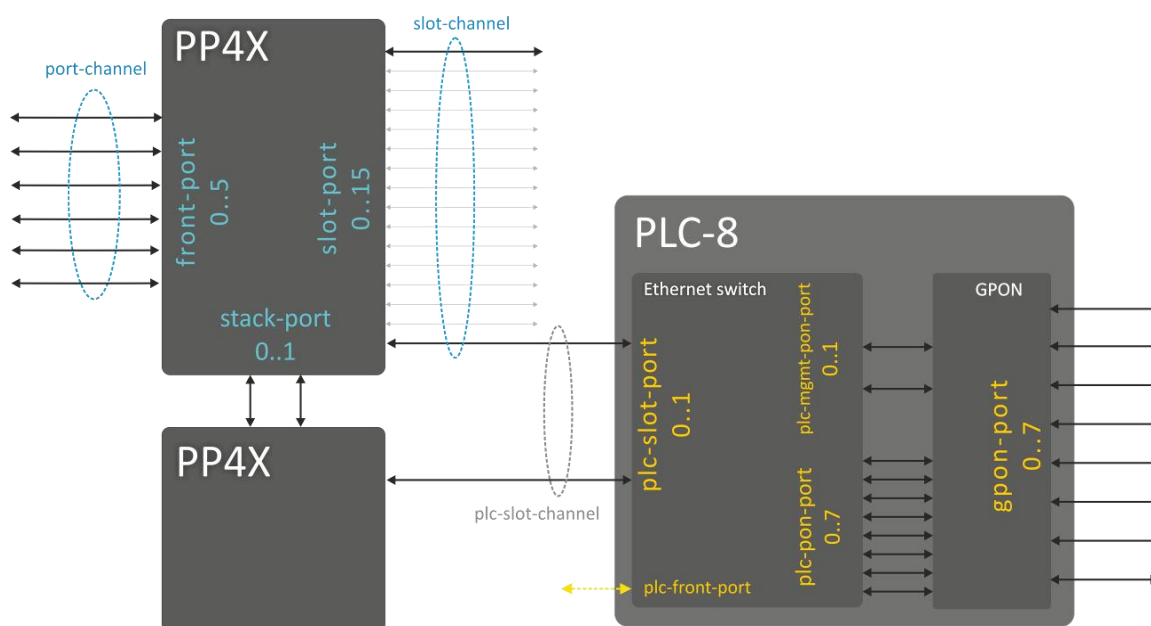 slot-channel
PP4X
port-channel
front-port
0..5
slot-port
0..15
stack-port
0..1
PLC-8
Ethernet switch
GPON
plc-mgmt-pon-port
0..1
plc-slot-port
0..1
gpon-port
0..7
PP4X
plc-pon-port
0..7
plc-slot-channel
plc-front-port